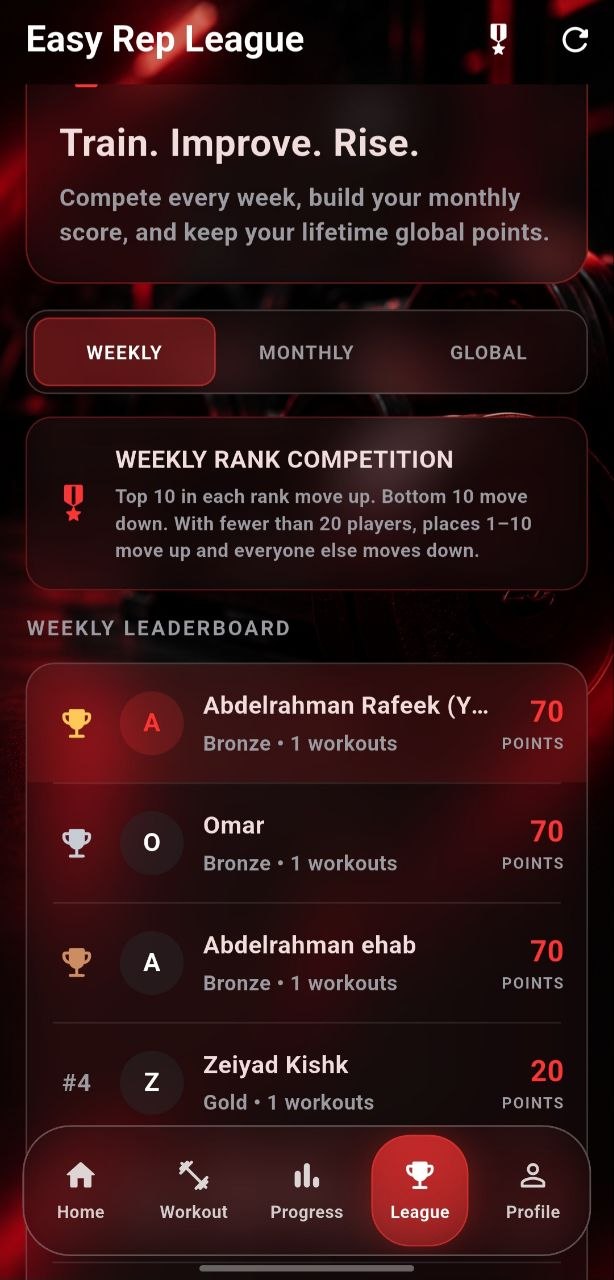 Easy Rep League
Train. Improve. Rise.
Compete every week, build your monthly
score, and keep your lifetime global points.
WEEKLY MONTHLY GLOBAL
WEEKLY RANK COMPETITION
Top 10 in each rank move up. Bottom 10 move
down. With fewer than 20 players, places 1–10
move up and everyone else moves down.
WEEKLY LEADERBOARD
A Abdelrahman Rafeek (Y... 70
Bronze • 1 workouts POINTS
O Omar 70
Bronze • 1 workouts POINTS
A Abdelrahman ehab 70
Bronze • 1 workouts POINTS
#4 Z Zeiyad Kishk 20
Gold • 1 workouts POINTS
Home Workout Progress League Profile